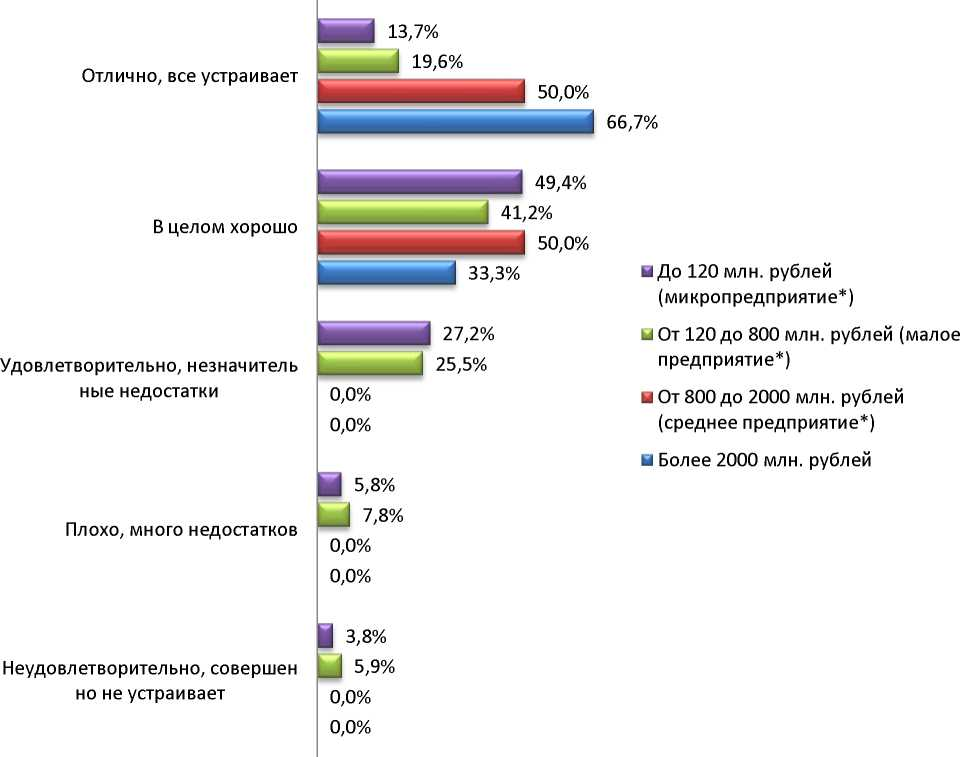 13,7%
19,6%
Отлично, все устраивает
50,0%
66,7%
49,4%
41,2%
В целом хорошо
50,0%
33,3%
27,2%
Удовлетворительно, незначитель
ные недостатки
25,5%
0,0%
0,0%
5,8%
7,8%
Плохо, много недостатков
0,0%
0,0%
3,8%
Неудовлетворительно, совершен
но не устраивает
5,9%
0,0%
0,0%
До 120 млн. рублей
(микропредприятие*)
От 120 до 800 млн. рублей (малое
предприятие*)
От 800 до 2000 млн. рублей
(среднее предприятие*)
Более 2000 млн. рублей